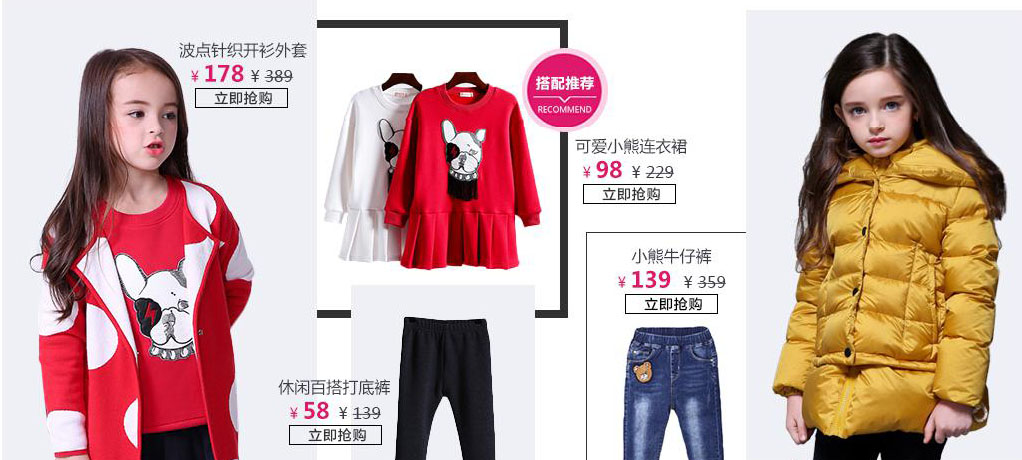 波点针织开衫外套
¥ 178 ¥ 389
立即抢购
搭配推荐
RECOMMEND
可爱小熊连衣裙
¥ 98 ¥ 229
立即抢购
小熊牛仔裤
¥ 139 ¥ 359
立即抢购
休闲百搭打底裤
¥ 58 ¥ 139
立即抢购